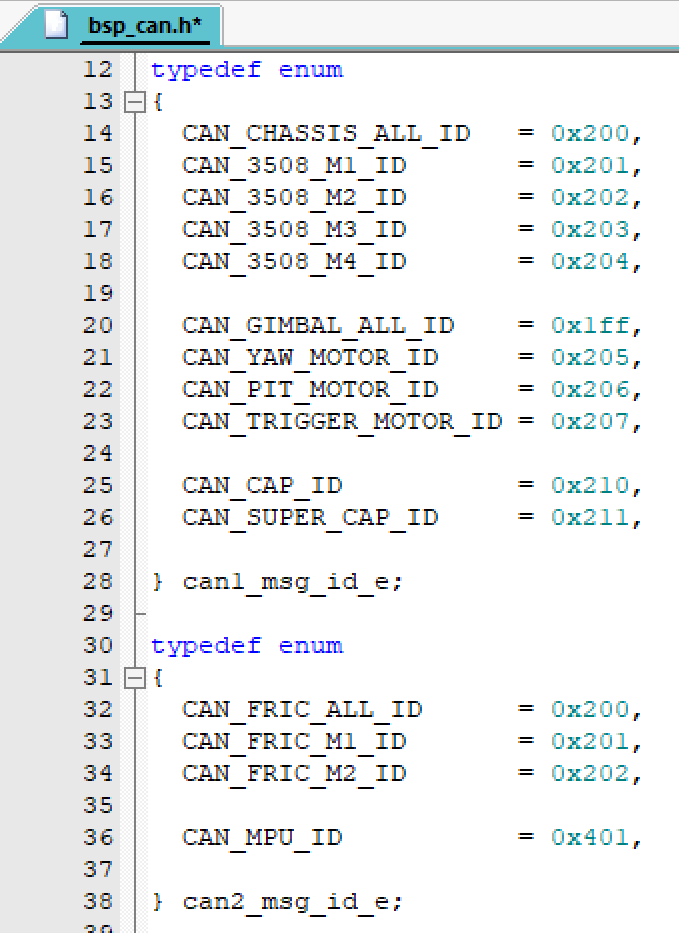 bsp_can.h*
12 typedef enum
13 {
14 CAN_CHASSIS_ALL_ID = 0x200,
15 CAN_3508_M1_ID = 0x201,
16 CAN_3508_M2_ID = 0x202,
17 CAN_3508_M3_ID = 0x203,
18 CAN_3508_M4_ID = 0x204,
19
20 CAN_GIMBAL_ALL_ID = 0x1ff,
21 CAN_YAW_MOTOR_ID = 0x205,
22 CAN_PIT_MOTOR_ID = 0x206,
23 CAN_TRIGGER_MOTOR_ID = 0x207,
24
25 CAN_CAP_ID = 0x210,
26 CAN_SUPER_CAP_ID = 0x211,
27
28 } can1_msg_id_e;
29
30 typedef enum
31 {
32 CAN_FRIC_ALL_ID = 0x200,
33 CAN_FRIC_M1_ID = 0x201,
34 CAN_FRIC_M2_ID = 0x202,
35
36 CAN_MPU_ID = 0x401,
37
38 } can2_msg_id_e;
39